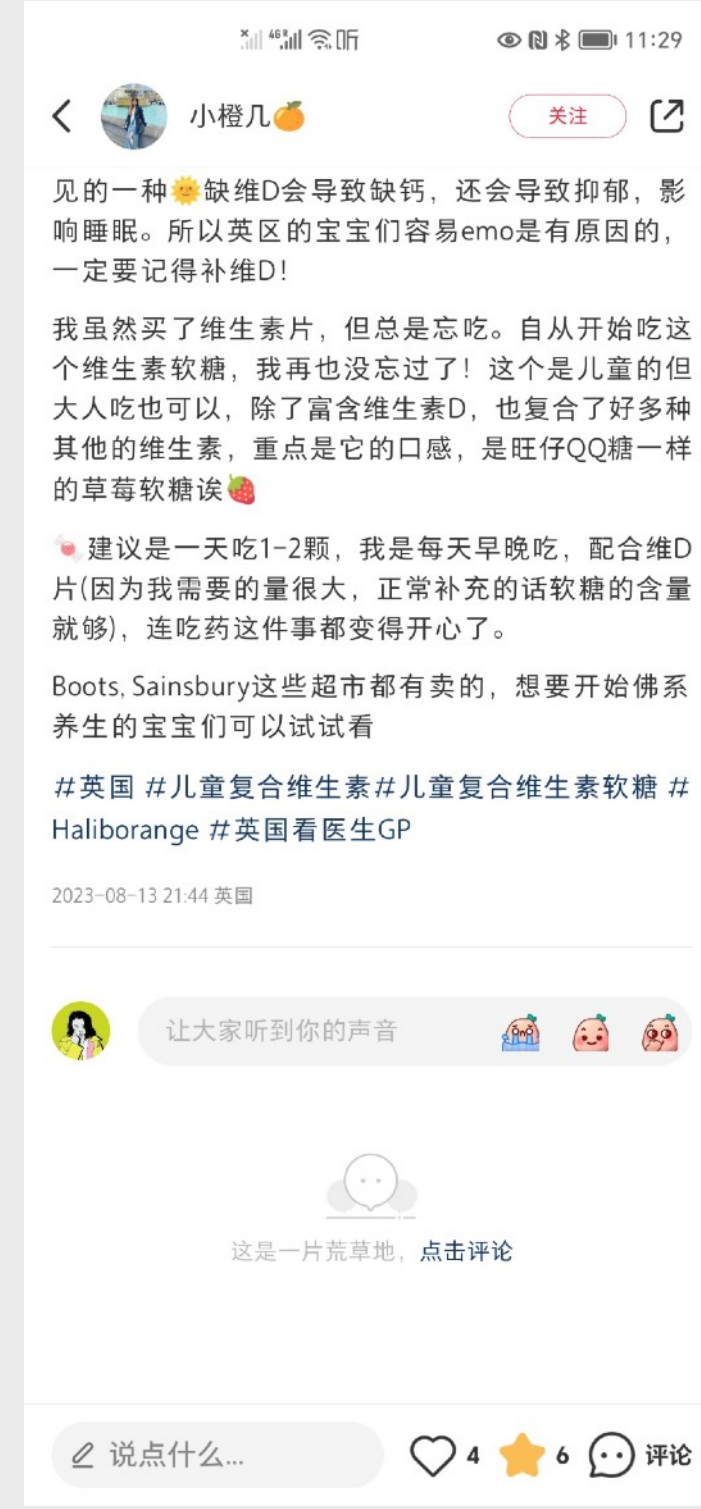 4G 听 11:29
小橙几🍊 关注
见的一种🌞缺维D会导致缺钙，还会导致抑郁，影
响睡眠。所以英区的宝宝们容易emo是有原因的，
一定要记得补维D！
我虽然买了维生素片，但总是忘吃。自从开始吃这
个维生素软糖，我再也没忘过了！这个是儿童的但
大人吃也可以，除了富含维生素D，也复合了好多种
其他的维生素，重点是它的口感，是旺仔QQ糖一样
的草莓软糖诶🍓
🍬建议是一天吃1-2颗，我是每天早晚吃，配合维D
片(因为我需要的量很大，正常补充的话软糖的含量
就够)，连吃药这件事都变得开心了。
Boots, Sainsbury这些超市都有卖的，想要开始佛系
养生的宝宝们可以试试看
#英国 #儿童复合维生素#儿童复合维生素软糖 #
Haliborange #英国看医生GP
2023-08-13 21:44 英国
让大家听到你的声音
这是一片荒草地，点击评论
说点什么... 4 6 评论